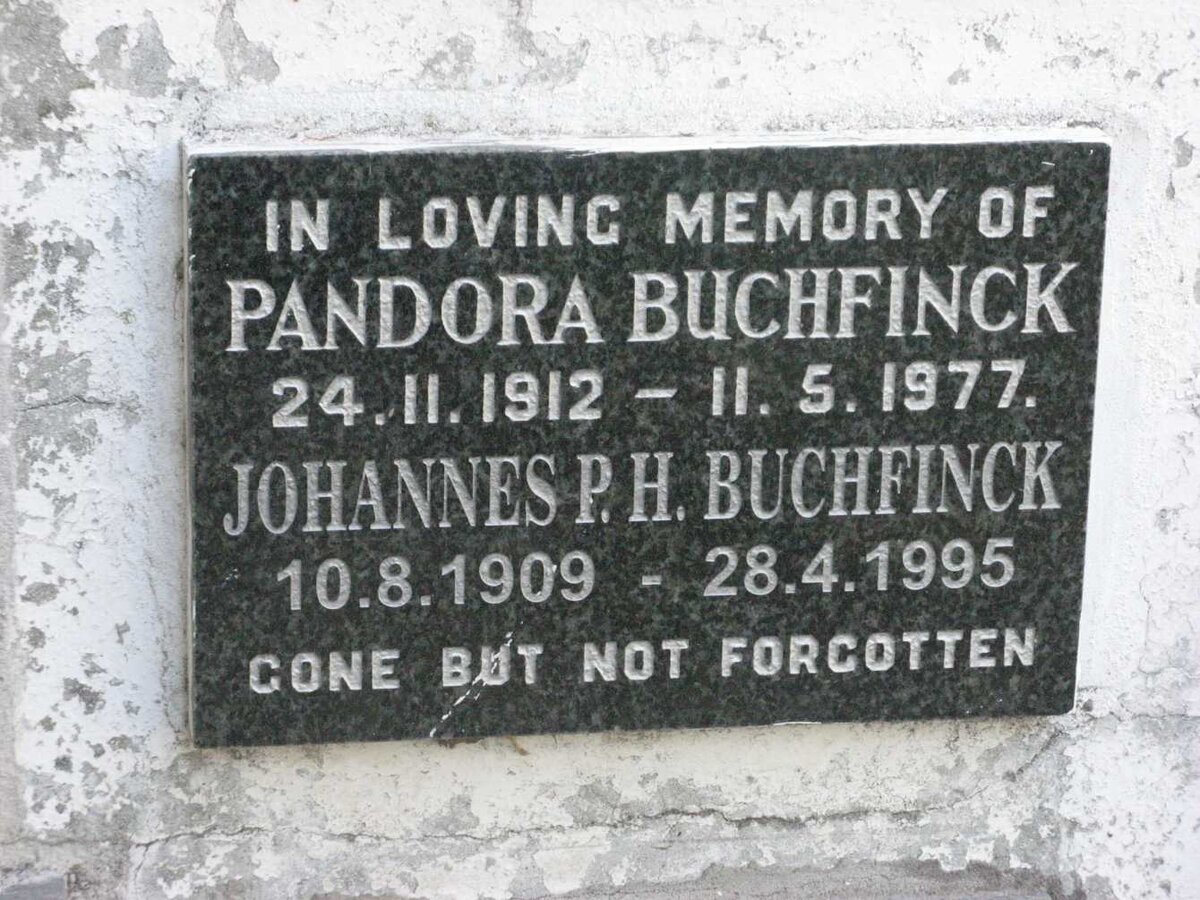 IN LOVING MEMORY OF
PANDORA BUCHFINCK
24.11.1912 – 11.5.1977.
JOHANNES P. H. BUCHFINCK
10.8.1909 - 28.4.1995
GONE BUT NOT FORGOTTEN